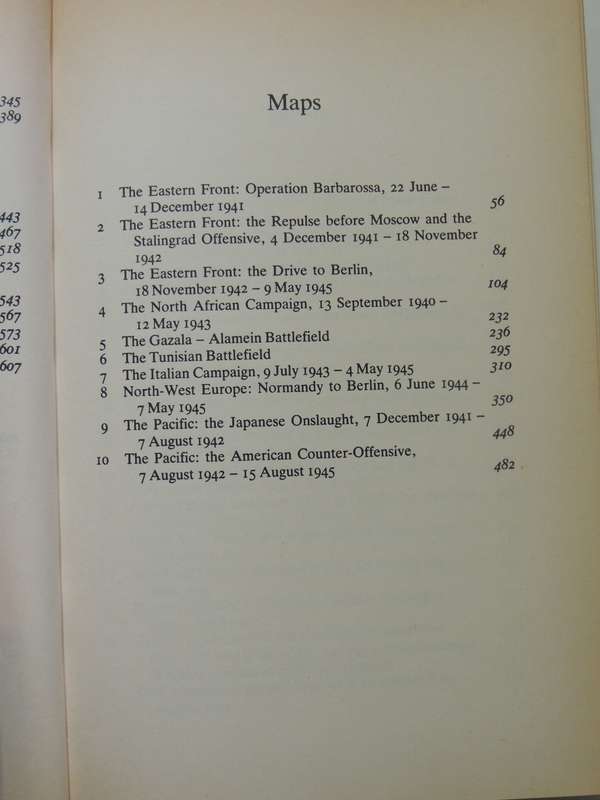 345
389
443
467
518
525
543
567
573
601
607
Maps
1 The Eastern Front: Operation Barbarossa, 22 June –
14 December 1941 56
2 The Eastern Front: the Repulse before Moscow and the
Stalingrad Offensive, 4 December 1941 – 18 November
1942 84
3 The Eastern Front: the Drive to Berlin,
18 November 1942 – 9 May 1945 104
4 The North African Campaign, 13 September 1940 –
12 May 1943 232
5 The Gazala – Alamein Battlefield 236
6 The Tunisian Battlefield 295
7 The Italian Campaign, 9 July 1943 – 4 May 1945 310
8 North-West Europe: Normandy to Berlin, 6 June 1944 –
7 May 1945 350
9 The Pacific: the Japanese Onslaught, 7 December 1941 –
7 August 1942 448
10 The Pacific: the American Counter-Offensive,
7 August 1942 – 15 August 1945 482